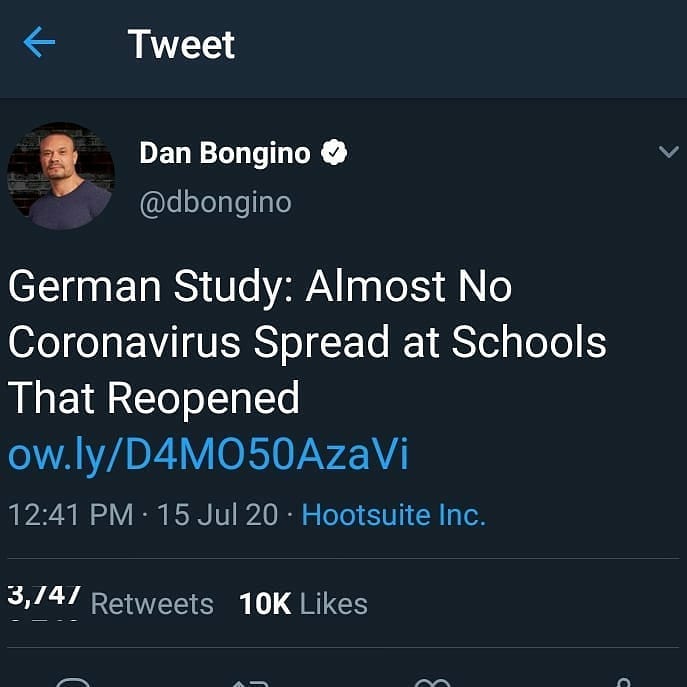 Tweet
Dan Bongino
@dbongino
German Study: Almost No
Coronavirus Spread at Schools
That Reopened
ow.ly/D4MO50AzaVi
12:41 PM · 15 Jul 20 · Hootsuite Inc.
3,747 Retweets 10K Likes